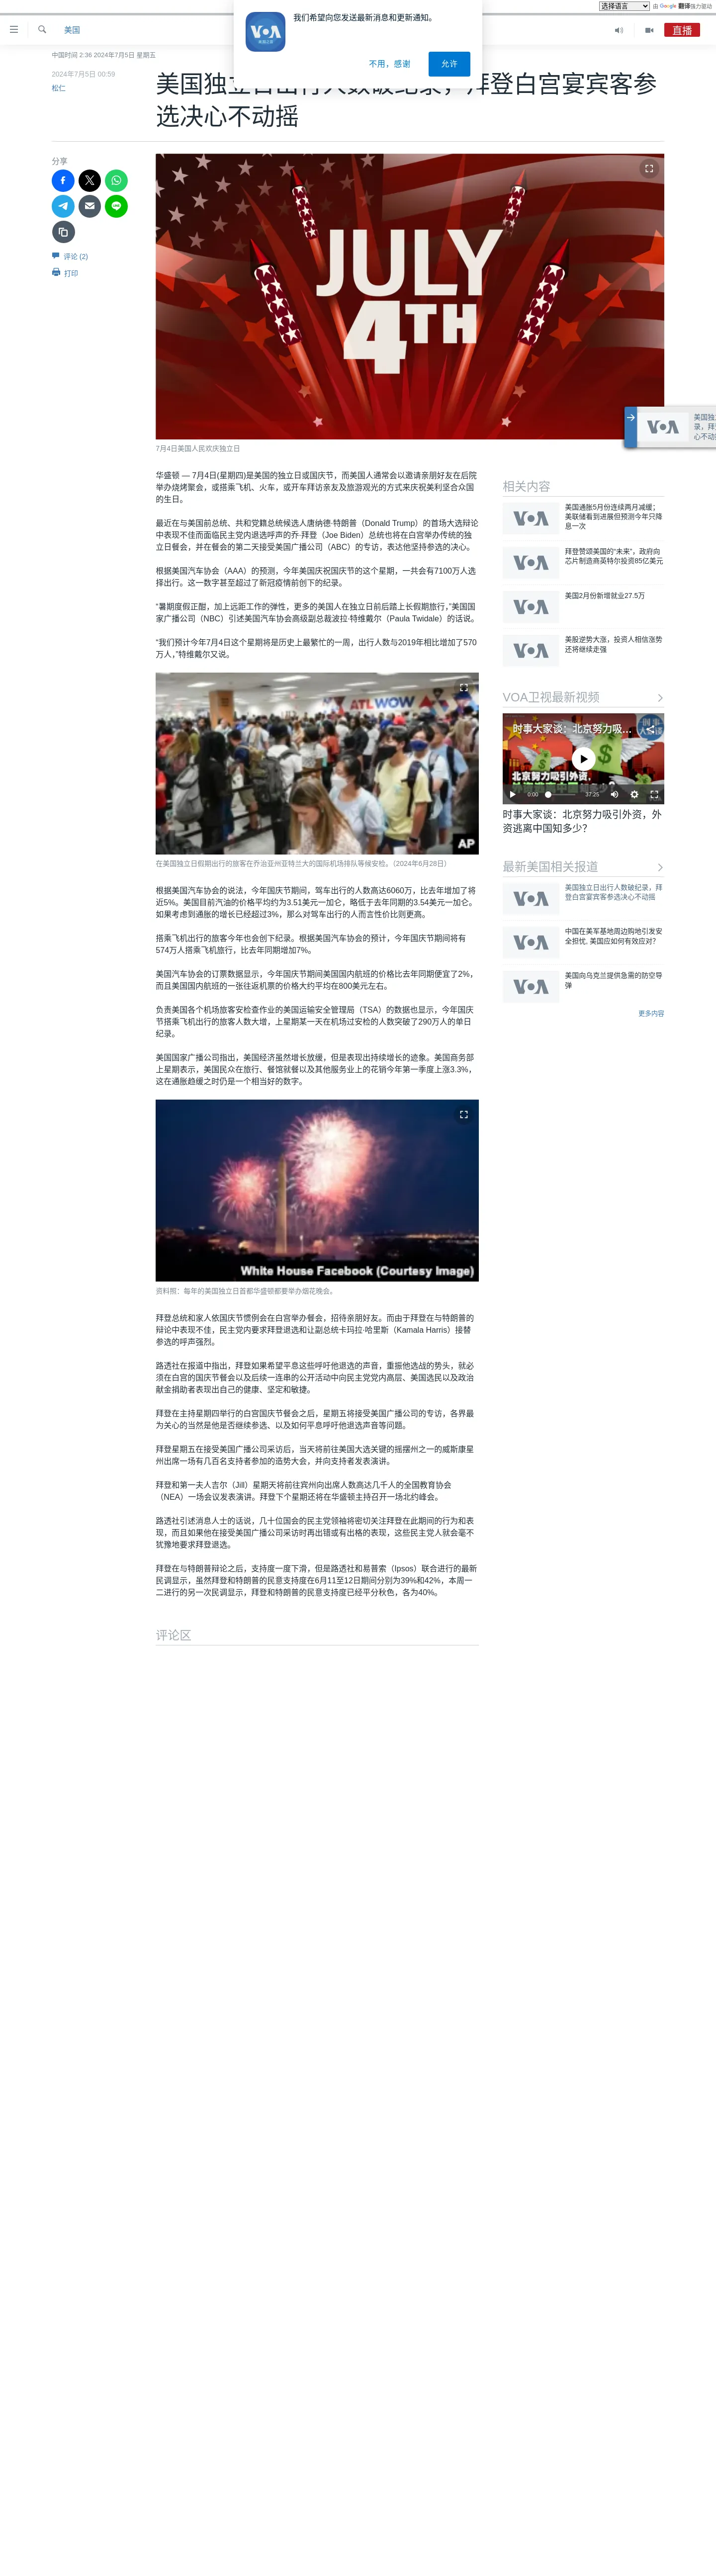 选择语言
由 Google 翻译强力驱动
美国
直播
VOA
美国之音
我们希望向您发送最新消息和更新通知。
不用，感谢
允许
中国时间 2:36 2024年7月5日 星期五
2024年7月5日 00:59
松仁
美国独立日出行人数破纪录，拜登白宫宴宾客参
选决心不动摇
分享
评论 (2)
打印
JULY
4TH
7月4日美国人民欢庆独立日
VOA
美国独
录，拜
心不动
华盛顿 — 7月4日(星期四)是美国的独立日或国庆节，而美国人通常会以邀请亲朋好友在后院
举办烧烤聚会，或搭乘飞机、火车，或开车拜访亲友及旅游观光的方式来庆祝美利坚合众国
的生日。
最近在与美国前总统、共和党籍总统候选人唐纳德·特朗普（Donald Trump）的首场大选辩论
中表现不佳而面临民主党内退选呼声的乔·拜登（Joe Biden）总统也将在白宫举办传统的独
立日餐会，并在餐会的第二天接受美国广播公司（ABC）的专访，表达他坚持参选的决心。
根据美国汽车协会（AAA）的预测，今年美国庆祝国庆节的这个星期，一共会有7100万人选
择出行。这一数字甚至超过了新冠疫情前创下的纪录。
“暑期度假正酣，加上远距工作的弹性，更多的美国人在独立日前后踏上长假期旅行，”美国国
家广播公司（NBC）引述美国汽车协会高级副总裁波拉·特维戴尔（Paula Twidale）的话说。
“我们预计今年7月4日这个星期将是历史上最繁忙的一周，出行人数与2019年相比增加了570
万人，”特维戴尔又说。
ATL WOW
AP
在美国独立日假期出行的旅客在乔治亚州亚特兰大的国际机场排队等候安检。（2024年6月28日）
根据美国汽车协会的说法，今年国庆节期间，驾车出行的人数高达6060万，比去年增加了将
近5%。美国目前汽油的价格平均约为3.51美元一加仑，略低于去年同期的3.54美元一加仑。
如果考虑到通胀的增长已经超过3%，那么对驾车出行的人而言性价比则更高。
搭乘飞机出行的旅客今年也会创下纪录。根据美国汽车协会的预计，今年国庆节期间将有
574万人搭乘飞机旅行，比去年同期增加7%。
美国汽车协会的订票数据显示，今年国庆节期间美国国内航班的价格比去年同期便宜了2%，
而且美国国内航班的一张往返机票的价格大约平均在800美元左右。
负责美国各个机场旅客安检查作业的美国运输安全管理局（TSA）的数据也显示，今年国庆
节搭乘飞机出行的旅客人数大增，上星期某一天在机场过安检的人数突破了290万人的单日
纪录。
美国国家广播公司指出，美国经济虽然增长放缓，但是表现出持续增长的迹象。美国商务部
上星期表示，美国民众在旅行、餐馆就餐以及其他服务业上的花销今年第一季度上涨3.3%，
这在通胀趋缓之时仍是一个相当好的数字。
White House Facebook (Courtesy Image)
资料照：每年的美国独立日首都华盛顿都要举办烟花晚会。
拜登总统和家人依国庆节惯例会在白宫举办餐会，招待亲朋好友。而由于拜登在与特朗普的
辩论中表现不佳，民主党内要求拜登退选和让副总统卡玛拉·哈里斯（Kamala Harris）接替
参选的呼声强烈。
路透社在报道中指出，拜登如果希望平息这些呼吁他退选的声音，重振他选战的势头，就必
须在白宫的国庆节餐会以及后续一连串的公开活动中向民主党党内高层、美国选民以及政治
献金捐助者表现出自己的健康、坚定和敏捷。
拜登在主持星期四举行的白宫国庆节餐会之后，星期五将接受美国广播公司的专访，各界最
为关心的当然是他是否继续参选、以及如何平息呼吁他退选声音等问题。
拜登星期五在接受美国广播公司采访后，当天将前往美国大选关键的摇摆州之一的威斯康星
州出席一场有几百名支持者参加的造势大会，并向支持者发表演讲。
拜登和第一夫人吉尔（Jill）星期天将前往宾州向出席人数高达几千人的全国教育协会
（NEA）一场会议发表演讲。拜登下个星期还将在华盛顿主持召开一场北约峰会。
路透社引述消息人士的话说，几十位国会的民主党领袖将密切关注拜登在此期间的行为和表
现，而且如果他在接受美国广播公司采访时再出错或有出格的表现，这些民主党人就会毫不
犹豫地要求拜登退选。
拜登在与特朗普辩论之后，支持度一度下滑，但是路透社和易普索（Ipsos）联合进行的最新
民调显示，虽然拜登和特朗普的民意支持度在6月11至12日期间分别为39%和42%，本周一
二进行的另一次民调显示，拜登和特朗普的民意支持度已经平分秋色，各为40%。
评论区
相关内容
VOA
美国通胀5月份连续两月减缓；
美联储看到进展但预测今年只降
息一次
VOA
拜登赞颂美国的“未来”，政府向
芯片制造商英特尔投资85亿美元
VOA
美国2月份新增就业27.5万
VOA
美股逆势大涨，投资人相信涨势
还将继续走强
VOA卫视最新视频
时事大家谈：北京努力吸…
北京努力吸引外资，
0:00
37:25
时事大家谈：北京努力吸引外资，外
资逃离中国知多少？
最新美国相关报道
VOA
美国独立日出行人数破纪录，拜
登白宫宴宾客参选决心不动摇
VOA
中国在美军基地周边购地引发安
全担忧, 美国应如何有效应对？
VOA
美国向乌克兰提供急需的防空导
弹
更多内容